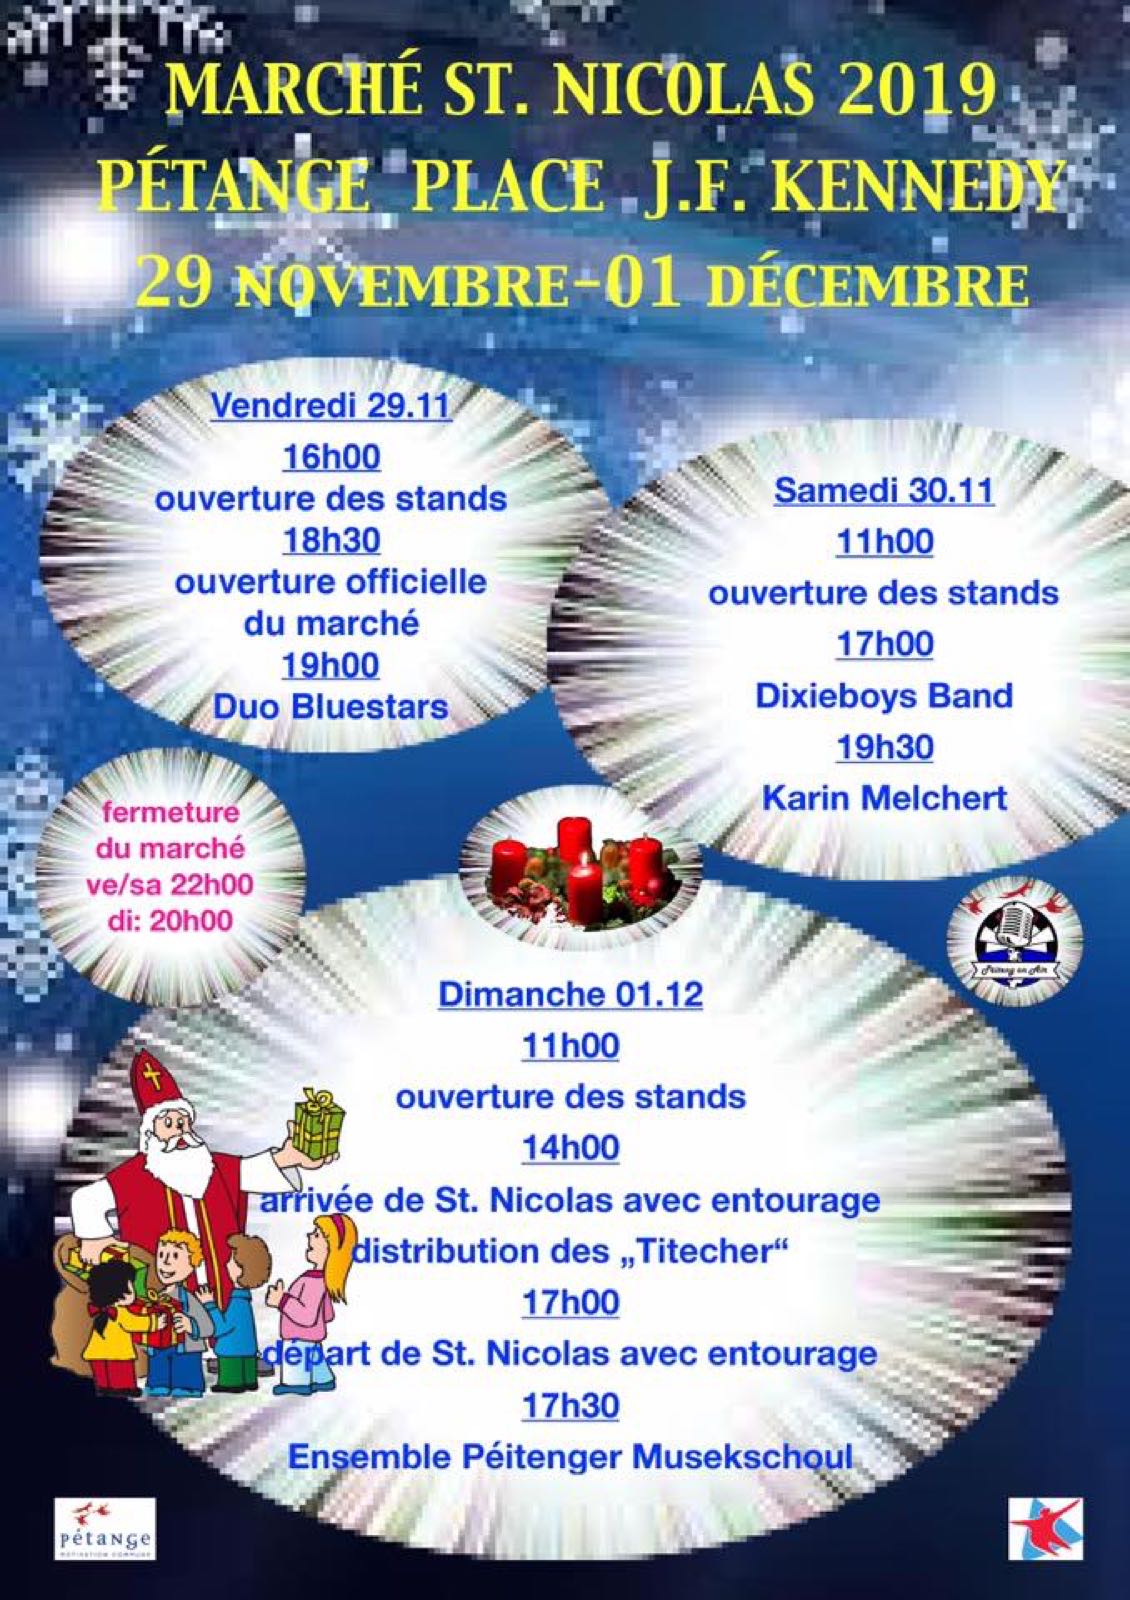 MARCHÉ ST. NICOLAS 2019
PÉTANGE PLACE J.F. KENNEDY
29 NOVEMBRE-01 DÉCEMBRE
Vendredi 29.11
16h00
ouverture des stands
18h30
ouverture officielle
du marché
19h00
Duo Bluestars
Samedi 30.11
11h00
ouverture des stands
17h00
Dixieboys Band
19h30
Karin Melchert
fermeture
du marché
ve/sa 22h00
di: 20h00
Péiteng on Air
Dimanche 01.12
11h00
ouverture des stands
14h00
arrivée de St. Nicolas avec entourage
distribution des „Titecher“
17h00
départ de St. Nicolas avec entourage
17h30
Ensemble Péitenger Musekschoul
pétange